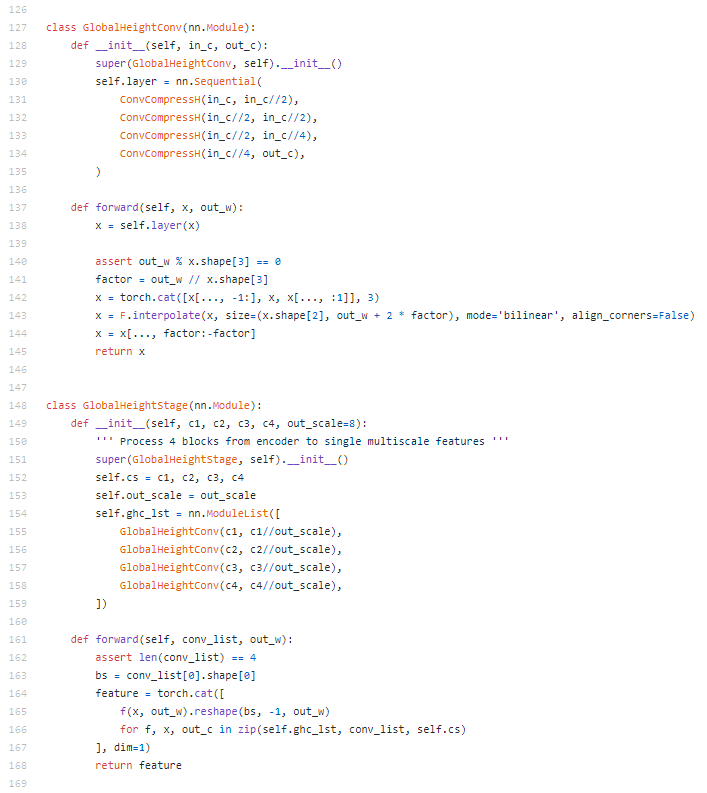 126
127 class GlobalHeightConv(nn.Module):
128     def __init__(self, in_c, out_c):
129         super(GlobalHeightConv, self).__init__()
130         self.layer = nn.Sequential(
131             ConvCompressH(in_c, in_c//2),
132             ConvCompressH(in_c//2, in_c//2),
133             ConvCompressH(in_c//2, in_c//4),
134             ConvCompressH(in_c//4, out_c),
135         )
136
137     def forward(self, x, out_w):
138         x = self.layer(x)
139
140         assert out_w % x.shape[3] == 0
141         factor = out_w // x.shape[3]
142         x = torch.cat([x[..., -1:], x, x[..., :1]], 3)
143         x = F.interpolate(x, size=(x.shape[2], out_w + 2 * factor), mode='bilinear', align_corners=False)
144         x = x[..., factor:-factor]
145         return x
146
147
148 class GlobalHeightStage(nn.Module):
149     def __init__(self, c1, c2, c3, c4, out_scale=8):
150         ''' Process 4 blocks from encoder to single multiscale features '''
151         super(GlobalHeightStage, self).__init__()
152         self.cs = c1, c2, c3, c4
153         self.out_scale = out_scale
154         self.ghc_lst = nn.ModuleList([
155             GlobalHeightConv(c1, c1//out_scale),
156             GlobalHeightConv(c2, c2//out_scale),
157             GlobalHeightConv(c3, c3//out_scale),
158             GlobalHeightConv(c4, c4//out_scale),
159         ])
160
161     def forward(self, conv_list, out_w):
162         assert len(conv_list) == 4
163         bs = conv_list[0].shape[0]
164         feature = torch.cat([
165             f(x, out_w).reshape(bs, -1, out_w)
166             for f, x, out_c in zip(self.ghc_lst, conv_list, self.cs)
167         ], dim=1)
168         return feature
169